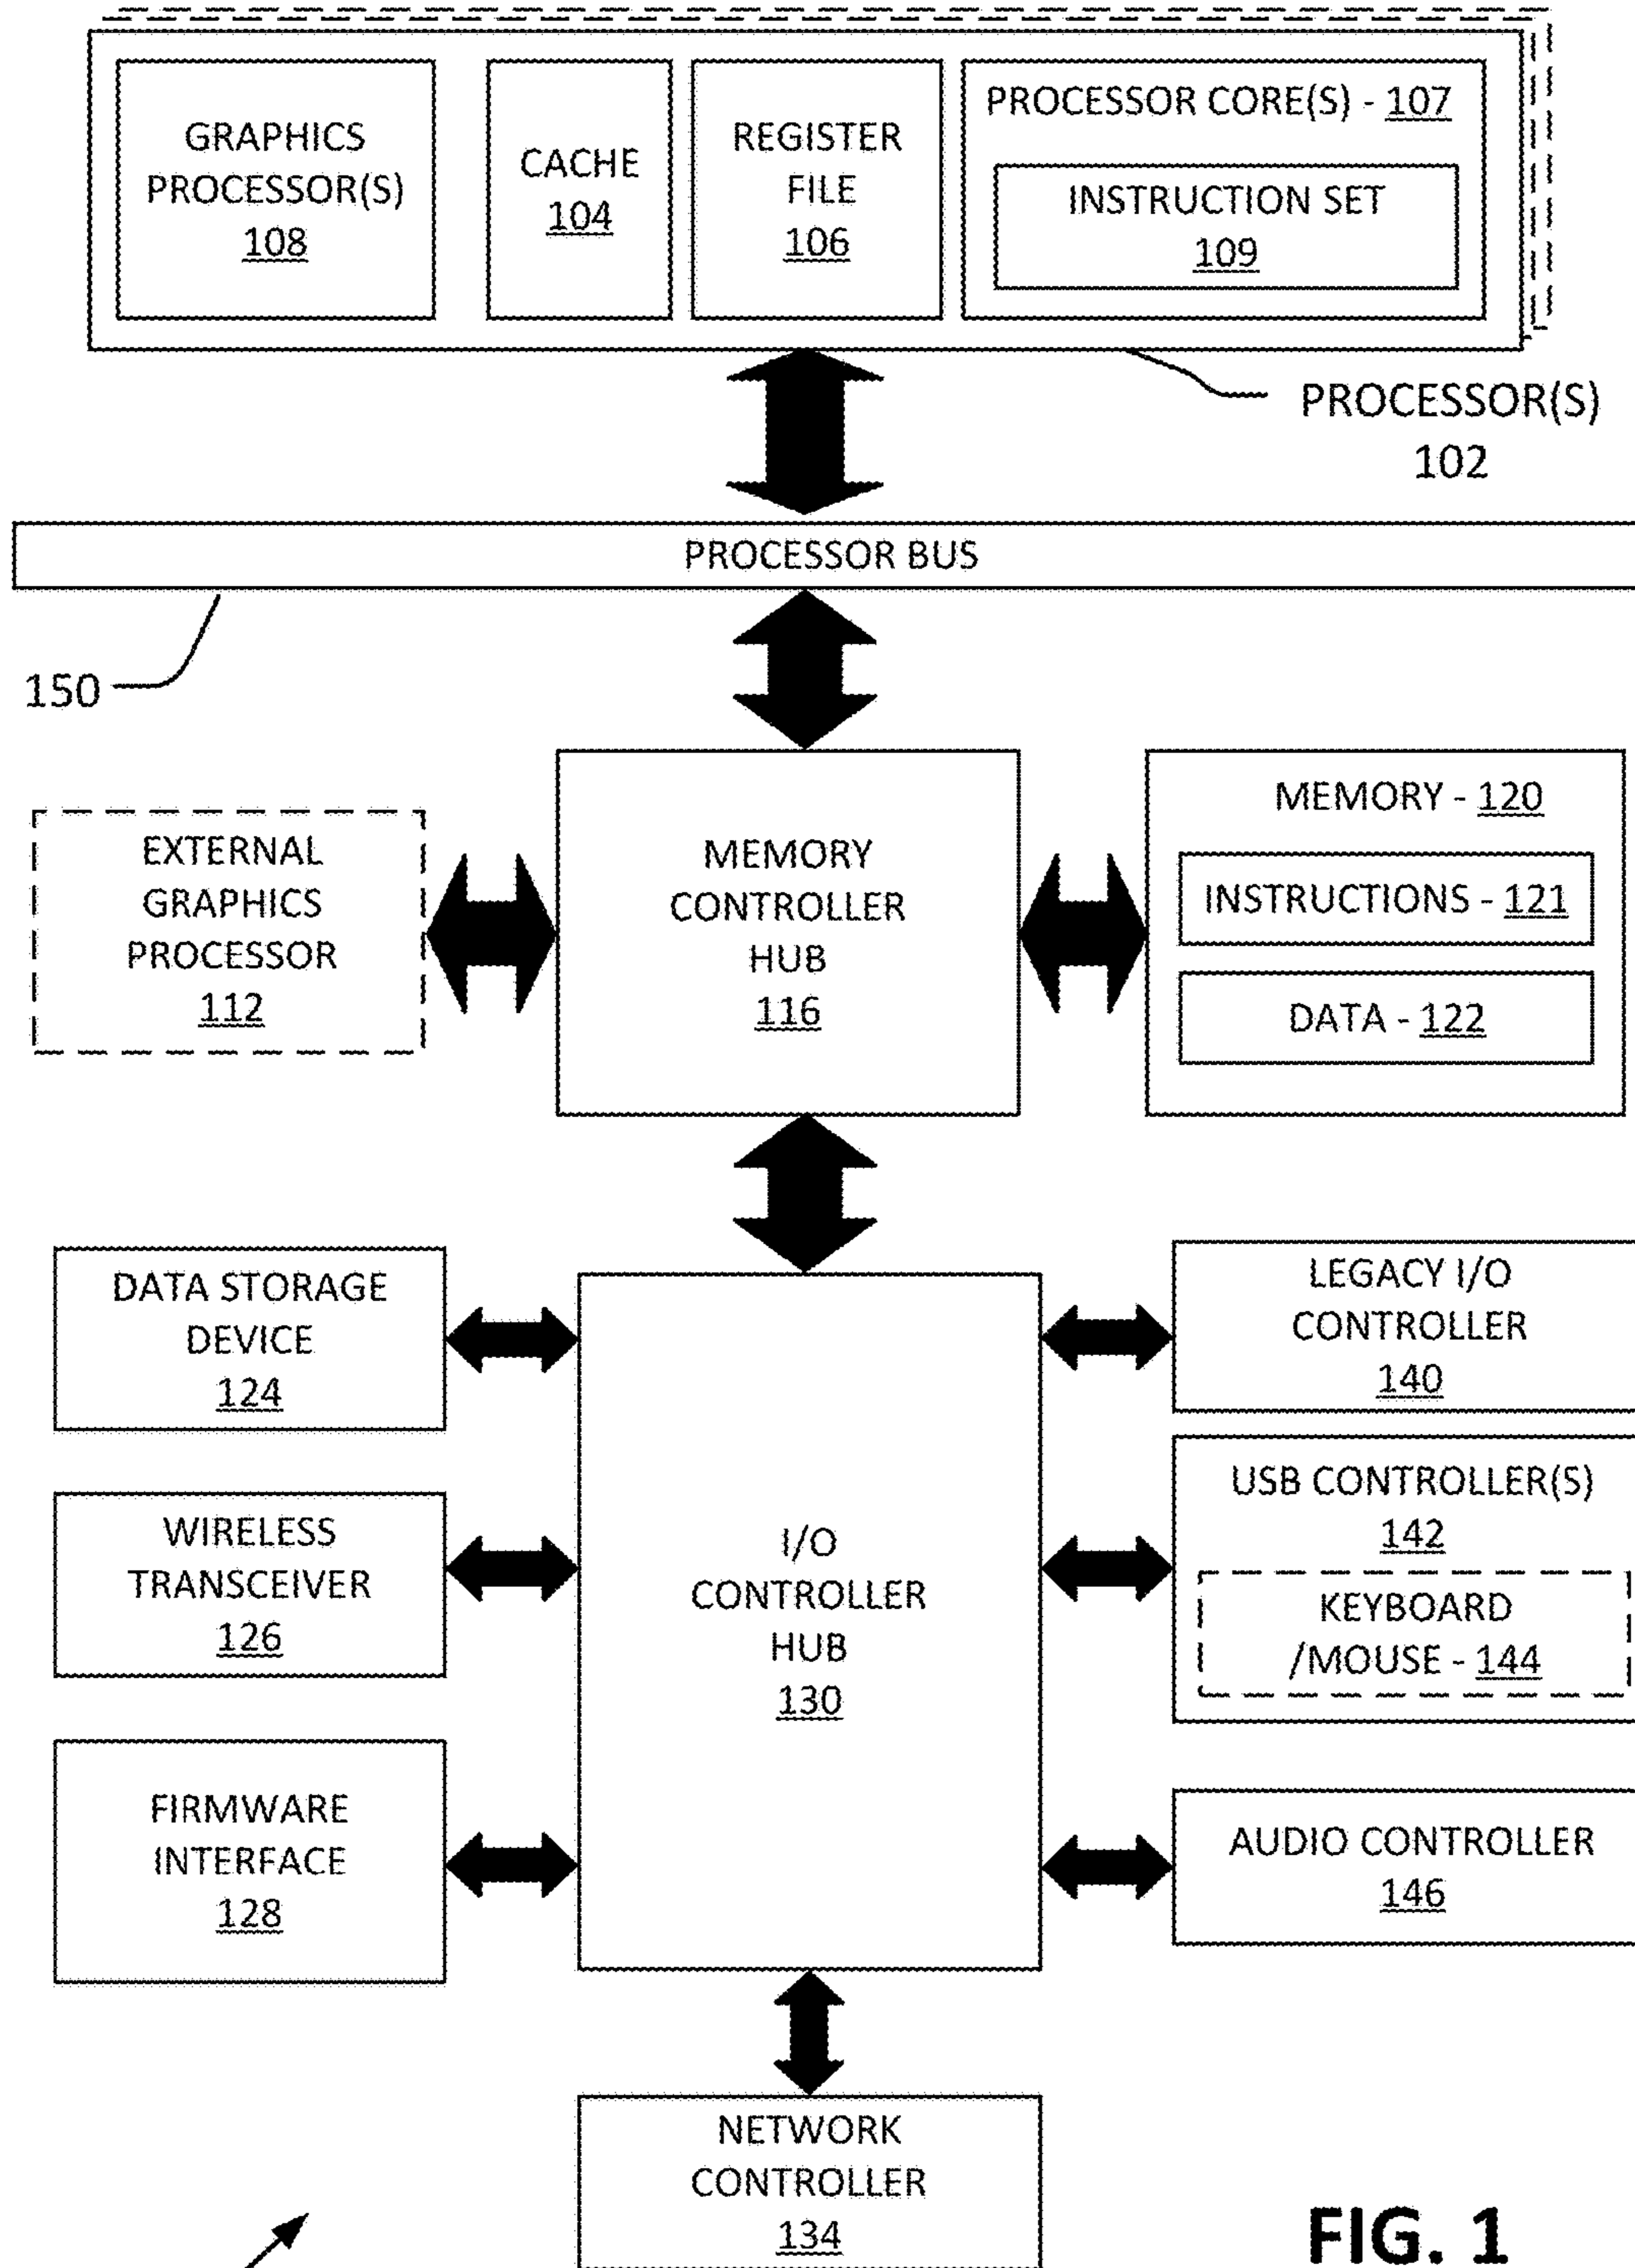 GRAPHICS
PROCESSOR(S)
108
CACHE
104
REGISTER
FILE
106
PROCESSOR CORE(S) - 107
INSTRUCTION SET
109
PROCESSOR(S)
102
PROCESSOR BUS
150
EXTERNAL
GRAPHICS
PROCESSOR
112
MEMORY
CONTROLLER
HUB
116
MEMORY - 120
INSTRUCTIONS - 121
DATA - 122
DATA STORAGE
DEVICE
124
WIRELESS
TRANSCEIVER
126
FIRMWARE
INTERFACE
128
I/O
CONTROLLER
HUB
130
LEGACY I/O
CONTROLLER
140
USB CONTROLLER(S)
142
KEYBOARD
/MOUSE - 144
AUDIO CONTROLLER
146
NETWORK
CONTROLLER
134
FIG. 1